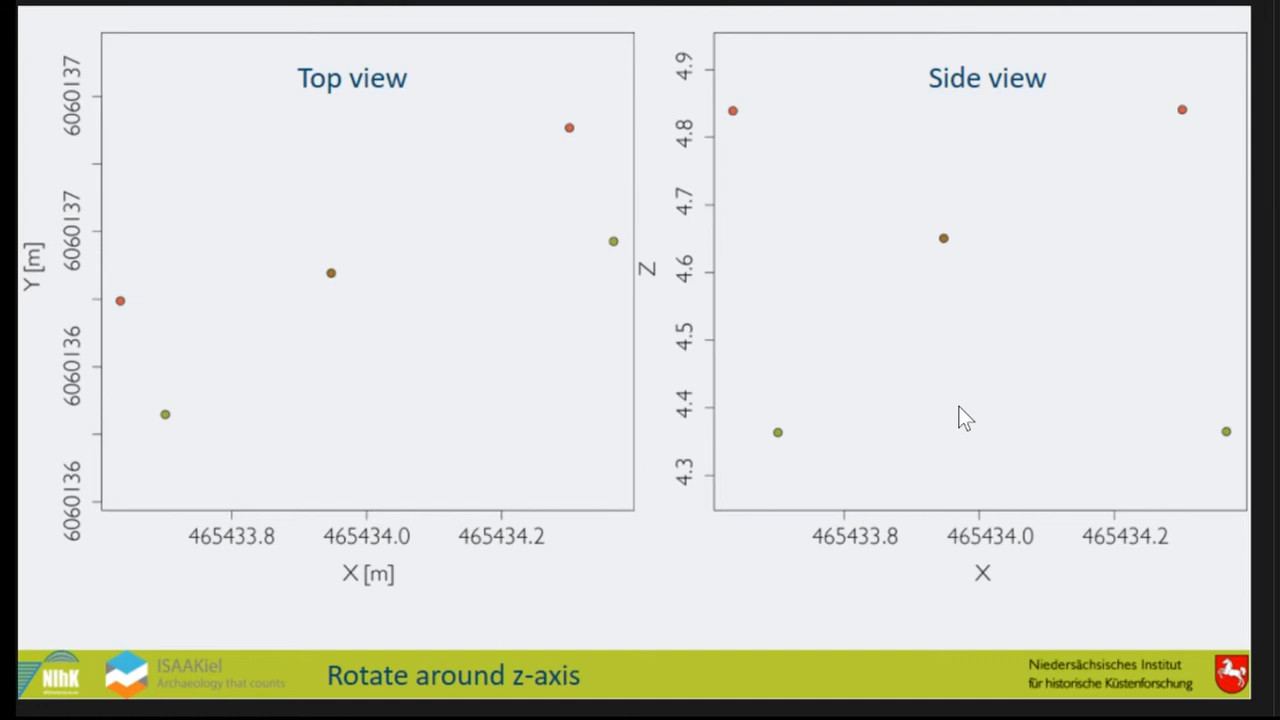 Top view
Y [m]
6060137
6060137
6060136
6060136
465433.8
465434.0
465434.2
X [m]
Side view
Z
4.9
4.8
4.7
4.6
4.5
4.4
4.3
465433.8
465434.0
465434.2
X
NIhK
ISAAKiel
Archaeology that counts
Rotate around z-axis
Niedersächsisches Institut
für historische Küstenforschung